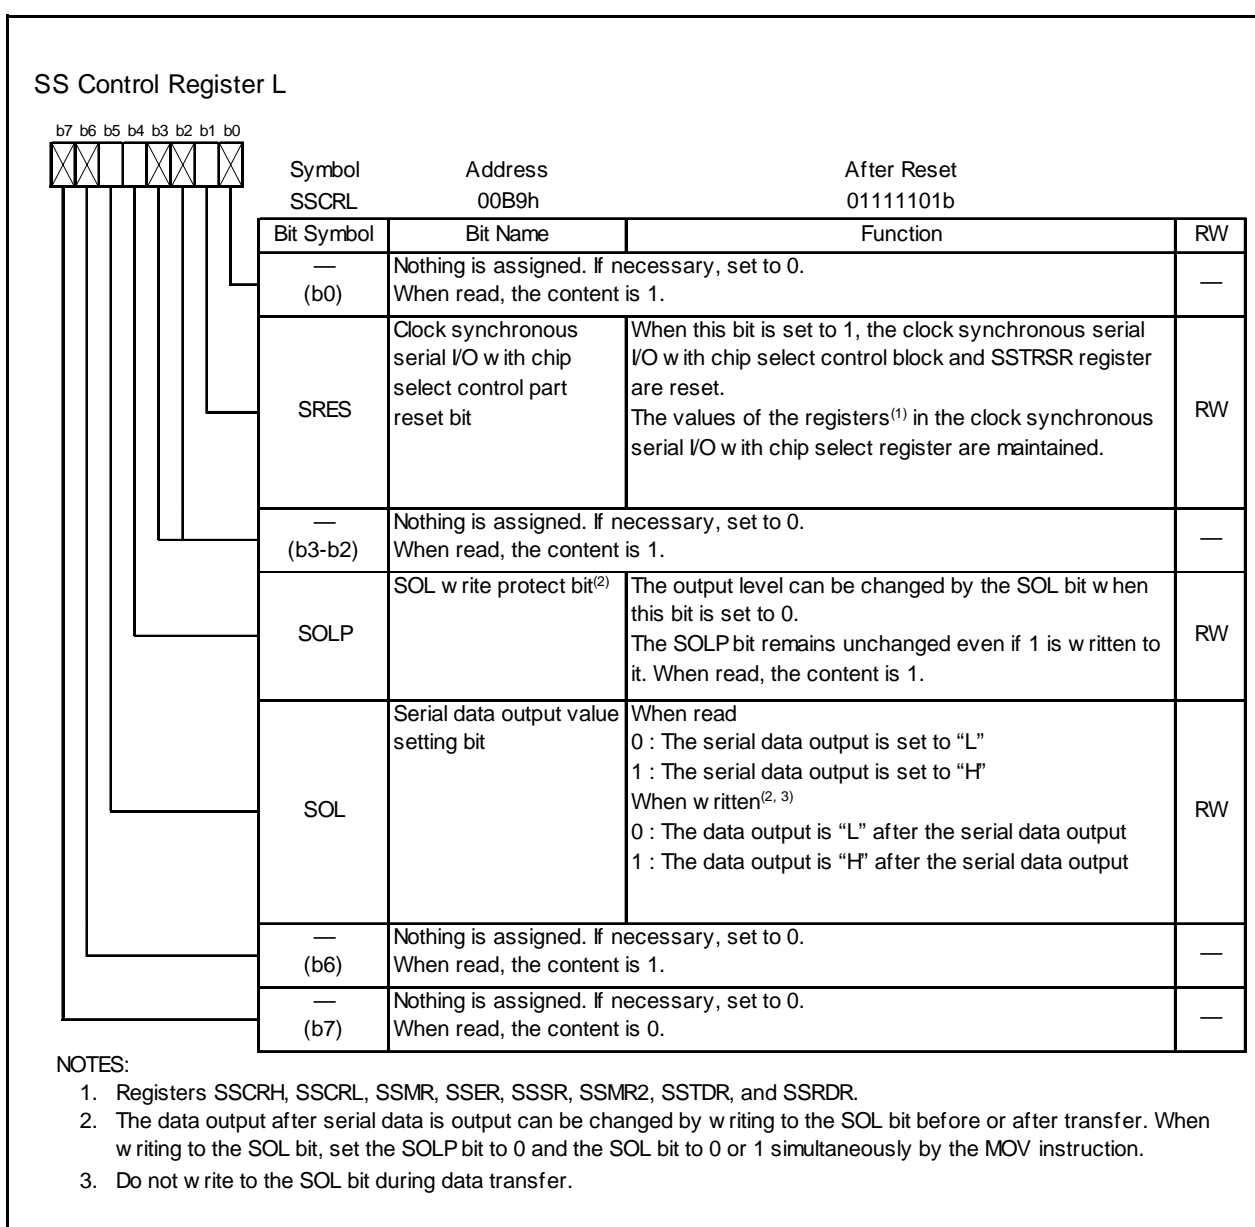 SS Control Register L
b7 b6 b5 b4 b3 b2 b1 b0
Symbol Address After Reset
SSCRL 00B9h 01111101b
Bit Symbol Bit Name Function RW
— (b0) Nothing is assigned. If necessary, set to 0. —
When read, the content is 1.
SRES RW
Clock synchronous
serial I/O with chip
select control part
reset bit
When this bit is set to 1, the clock synchronous serial
I/O with chip select control block and SSTRSR register
are reset.
The values of the registers(1) in the clock synchronous
serial I/O with chip select register are maintained.
— (b3-b2) Nothing is assigned. If necessary, set to 0. —
When read, the content is 1.
SOLP RW
SOL write protect bit(2)
The output level can be changed by the SOL bit when
this bit is set to 0.
The SOLP bit remains unchanged even if 1 is written to
it. When read, the content is 1.
SOL RW
Serial data output value
setting bit
When read
0 : The serial data output is set to “L”
1 : The serial data output is set to “H”
When written(2, 3)
0 : The data output is “L” after the serial data output
1 : The data output is “H” after the serial data output
— (b6) Nothing is assigned. If necessary, set to 0. —
When read, the content is 1.
— (b7) Nothing is assigned. If necessary, set to 0. —
When read, the content is 0.
NOTES:
1. Registers SSCRH, SSCRL, SSMR, SSER, SSSR, SSMR2, SSTDR, and SSRDR.
2. The data output after serial data is output can be changed by writing to the SOL bit before or after transfer. When
writing to the SOL bit, set the SOLP bit to 0 and the SOL bit to 0 or 1 simultaneously by the MOV instruction.
3. Do not write to the SOL bit during data transfer.